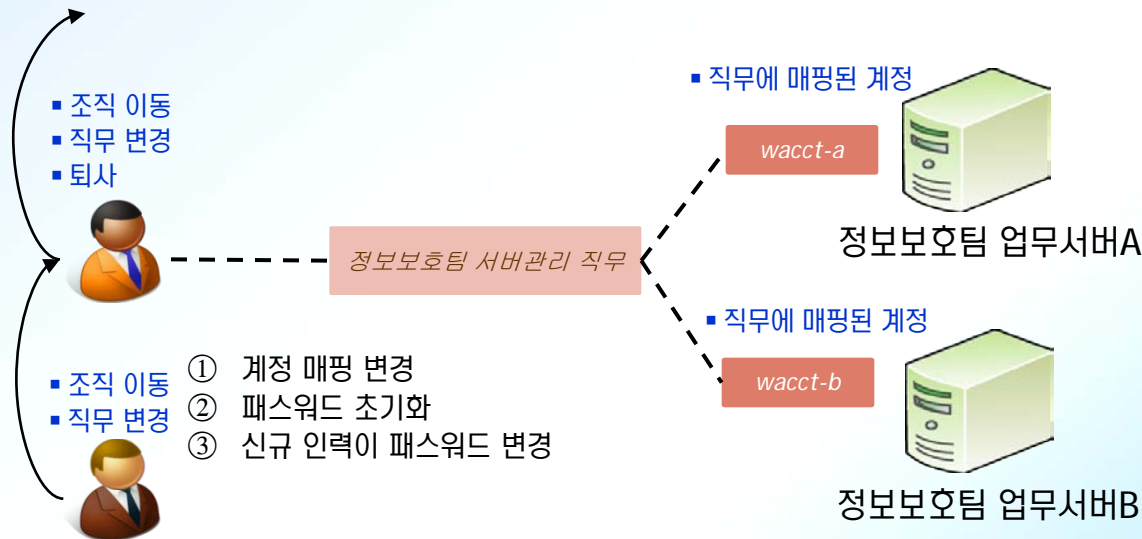 ▪ 조직 이동
▪ 직무 변경
▪ 퇴사
▪ 직무에 매핑된 계정
wacct-a
정보보호팀 업무서버A
정보보호팀 서버관리 직무
▪ 직무에 매핑된 계정
wacct-b
정보보호팀 업무서버B
▪ 조직 이동
▪ 직무 변경
① 계정 매핑 변경
② 패스워드 초기화
③ 신규 인력이 패스워드 변경